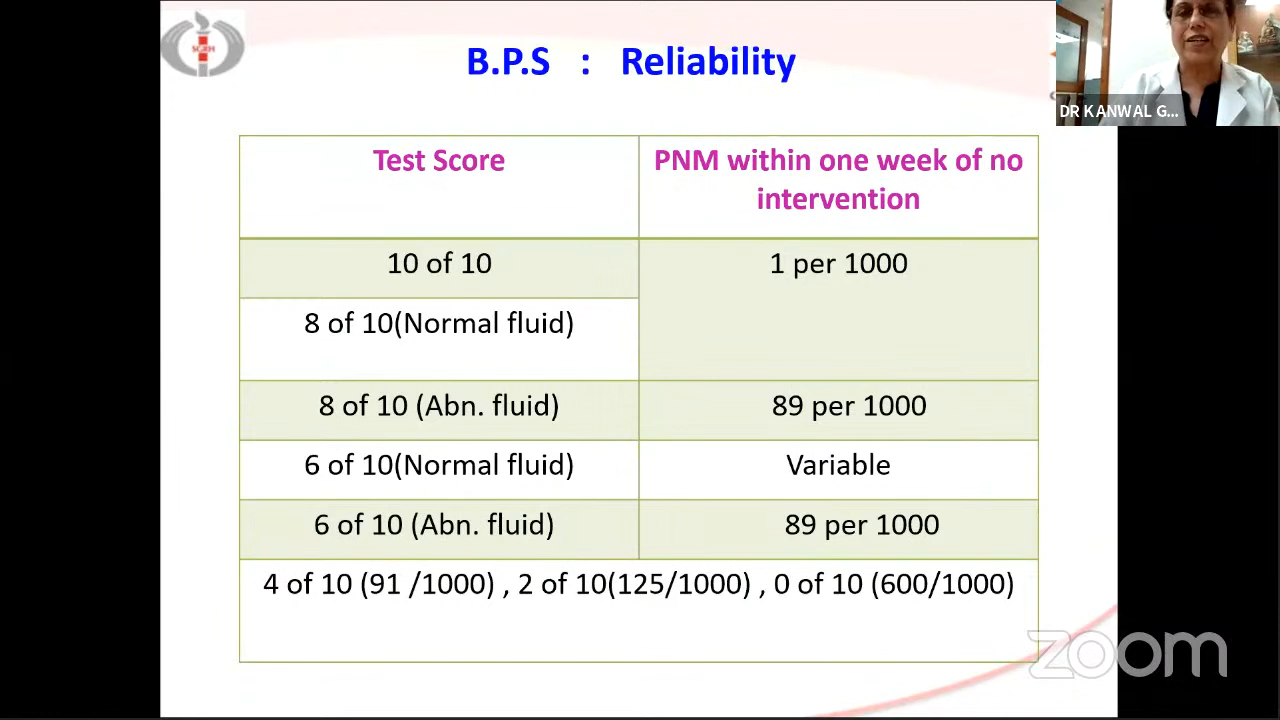 SGRH
B.P.S : Reliability
DR KANWAL G...
Test Score
PNM within one week of no
intervention
10 of 10
1 per 1000
8 of 10(Normal fluid)
8 of 10 (Abn. fluid)
89 per 1000
6 of 10(Normal fluid)
Variable
6 of 10 (Abn. fluid)
89 per 1000
4 of 10 (91 /1000) , 2 of 10(125/1000) , 0 of 10 (600/1000)
zoom